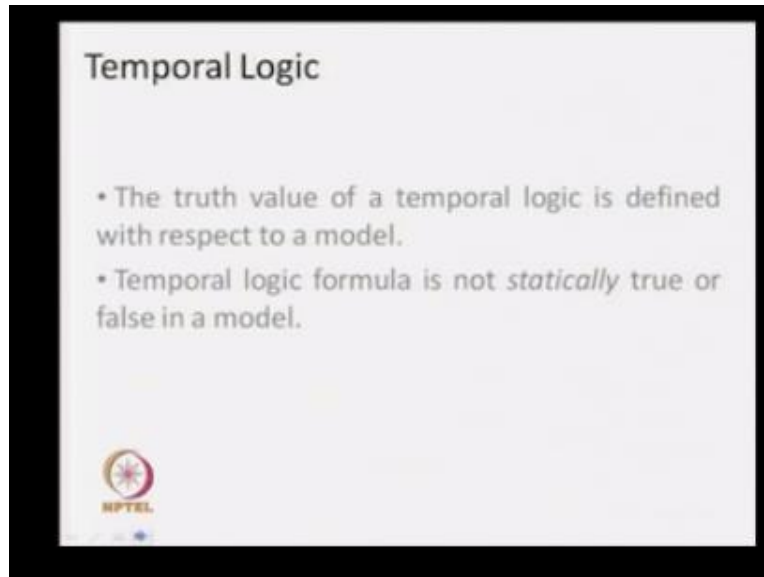 Temporal Logic
• The truth value of a temporal logic is defined
with respect to a model.
• Temporal logic formula is not statically true or
false in a model.
NPTEL